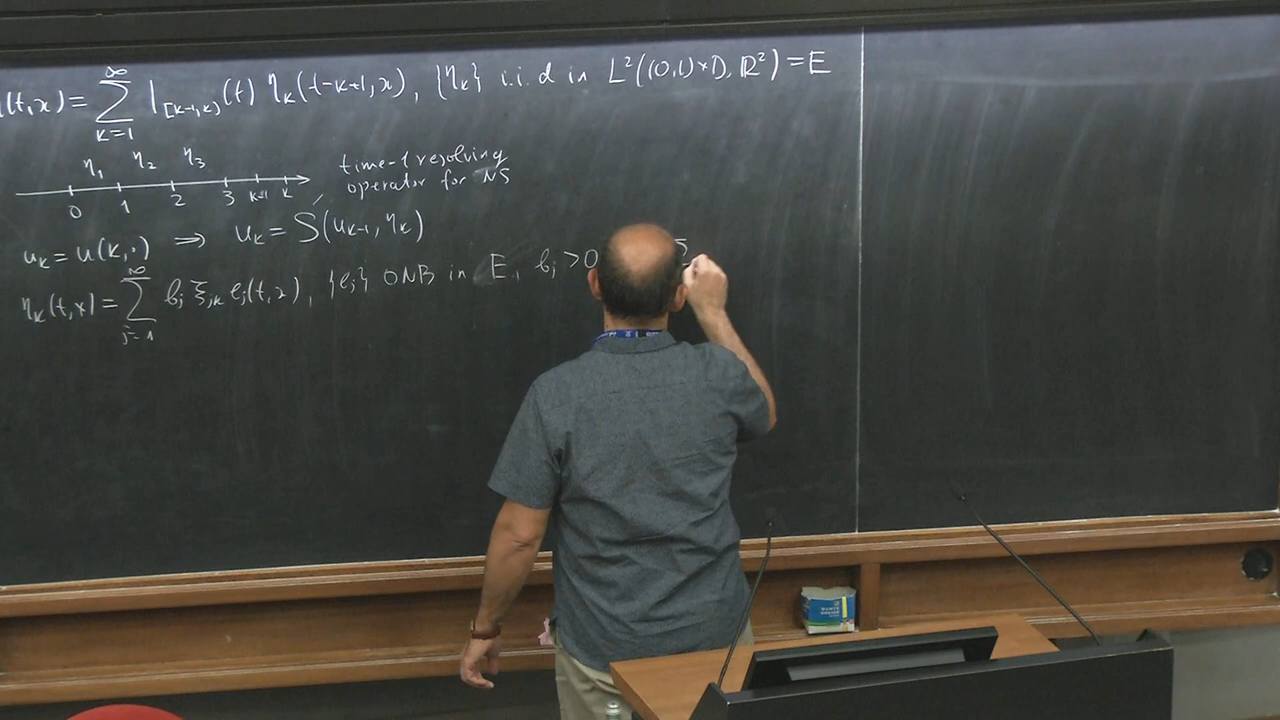 (t,x) = ∑_{k=1}^{∞} 1_{[k-1,k)}(t) η_k(t-k+1,x), {η_k} i.i.d in L²((0,1)×D, ℝ²) = E
η₁ η₂ η₃
0 1 2 3 k-1 k
time-1 resolving
operator for NS
u_k = u(k,·) ⇒ u_k = S(u_{k-1}, η_k)
η_k(t,x) = ∑_{j=1}^{∞} b_j ξ_{jk} e_j(t,x), {e_j} ONB in E, b_j > 0